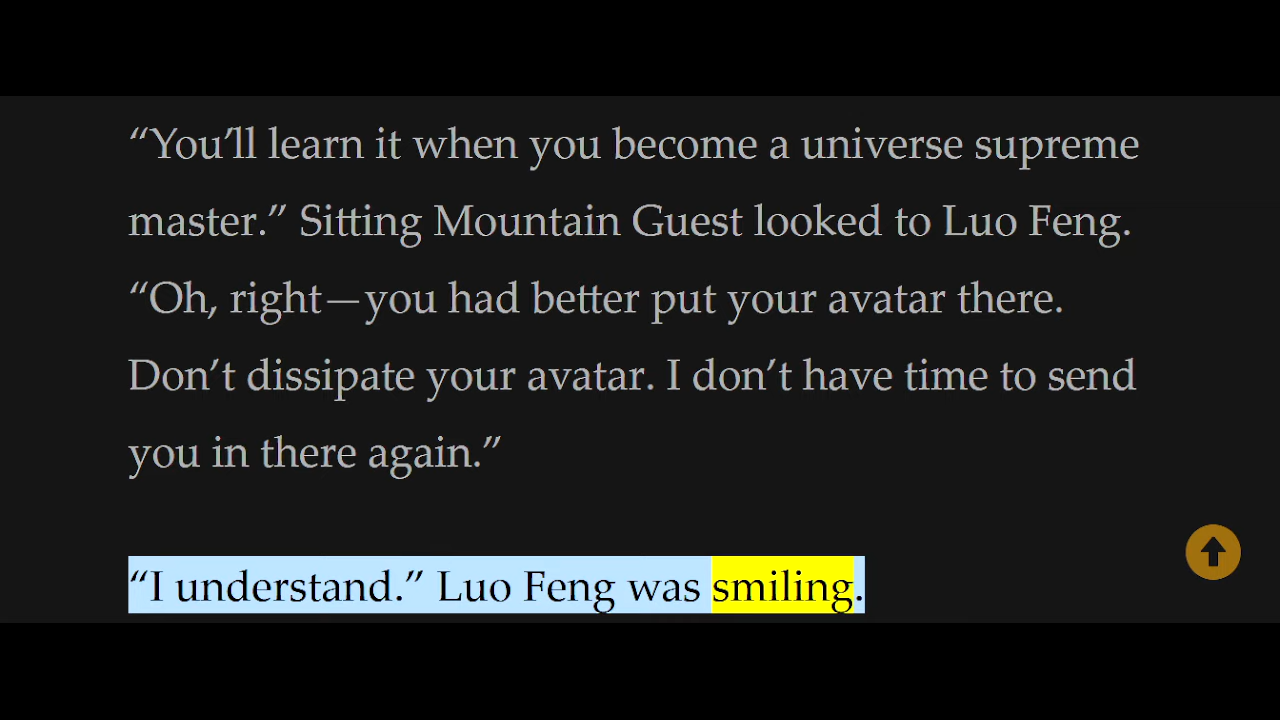 “You’ll learn it when you become a universe supreme
master.” Sitting Mountain Guest looked to Luo Feng.
“Oh, right—you had better put your avatar there.
Don’t dissipate your avatar. I don’t have time to send
you in there again.”
“I understand.” Luo Feng was smiling.